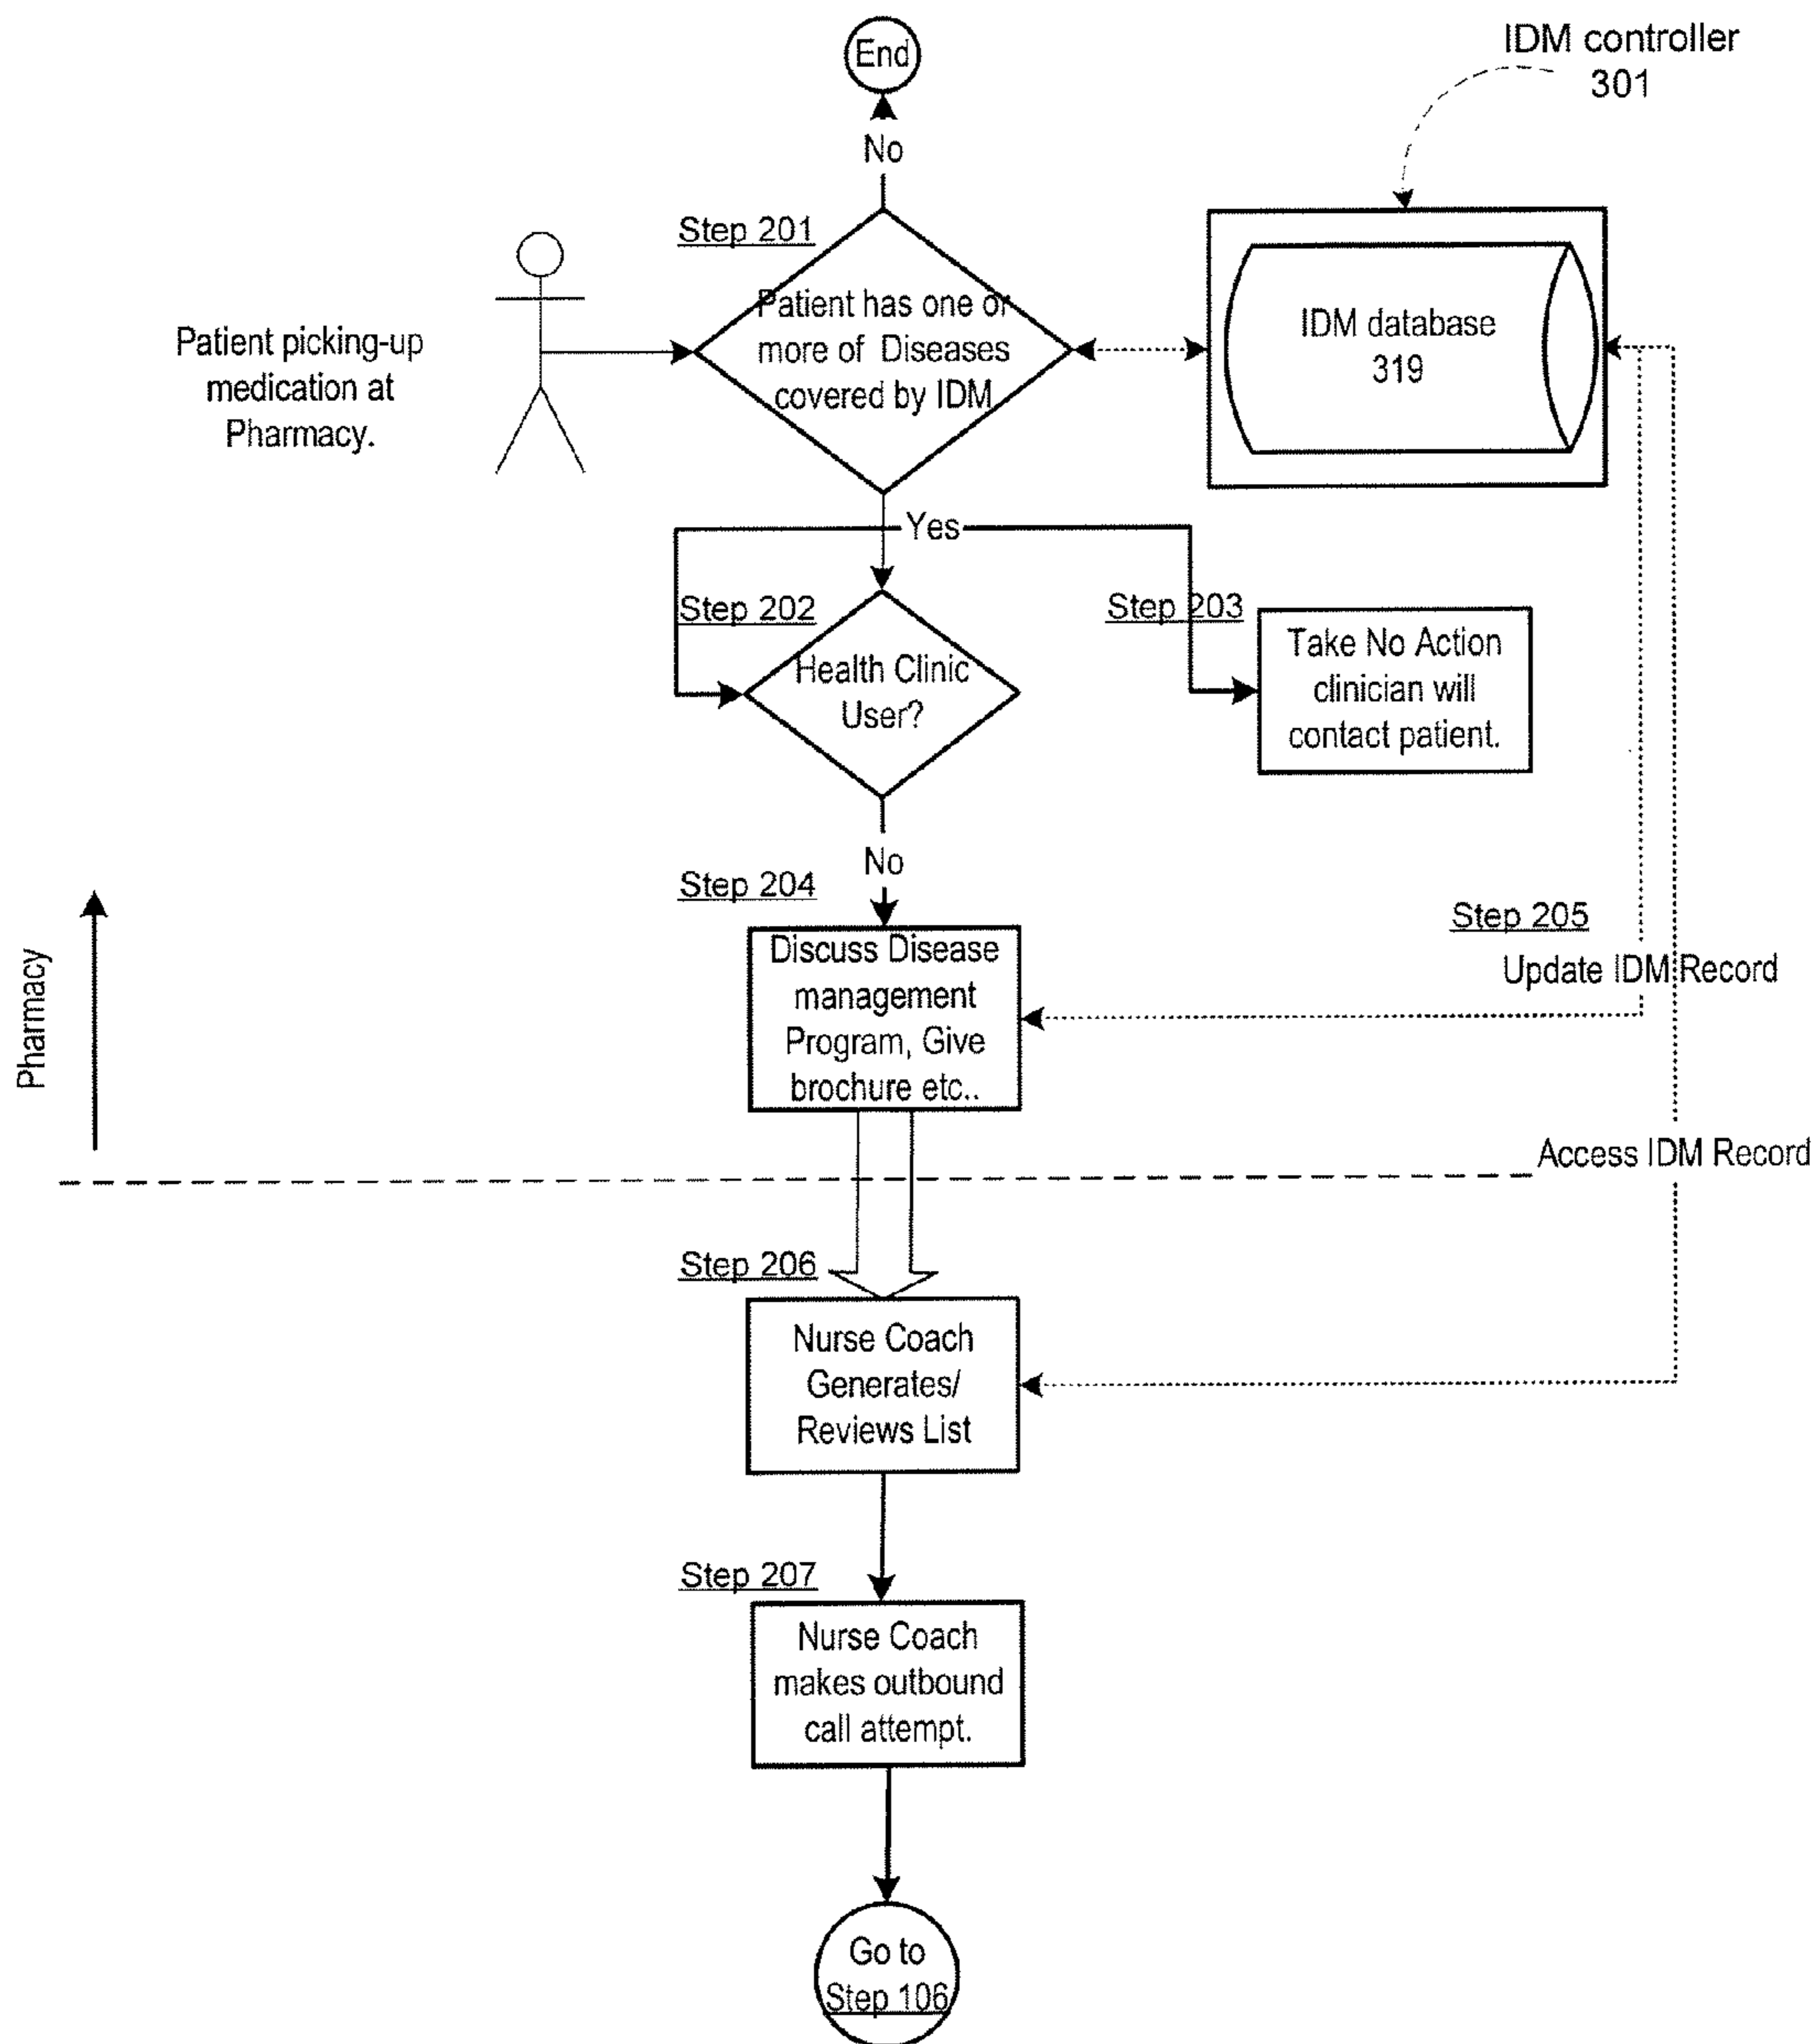 End
IDM controller
301
No
Step 201
Patient has one or
more of Diseases
covered by IDM
IDM database
319
Patient picking-up
medication at
Pharmacy.
Yes
Step 202
Health Clinic
User?
Step 203
Take No Action
clinician will
contact patient.
No
Step 204
Discuss Disease
management
Program, Give
brochure etc..
Step 205
Update IDM Record
Pharmacy
Access IDM Record
Step 206
Nurse Coach
Generates/
Reviews List
Step 207
Nurse Coach
makes outbound
call attempt.
Go to
Step 106